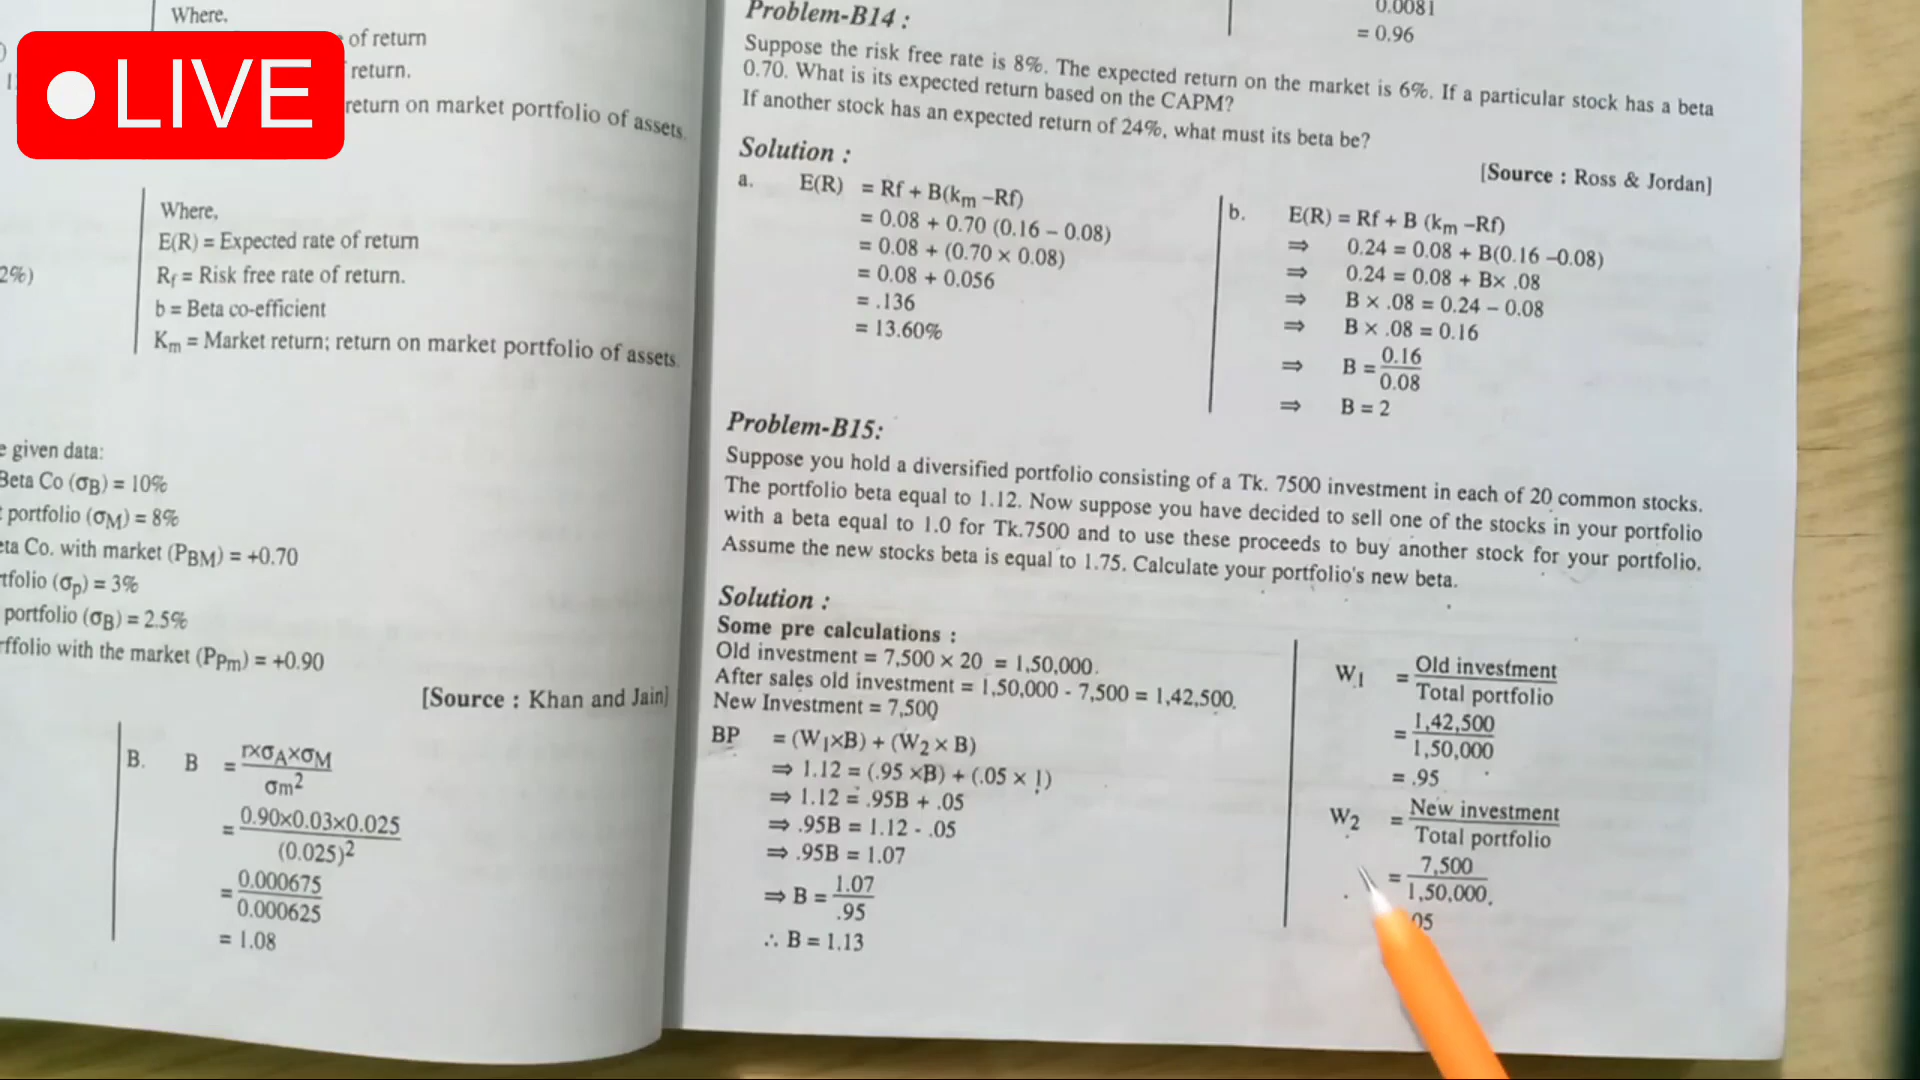 LIVE
Where,
of return
return.
return on market portfolio of assets.
Where,
E(R) = Expected rate of return
2%)
Rf = Risk free rate of return.
b = Beta co-efficient
Km = Market return; return on market portfolio of assets.
given data:
Beta Co (σB) = 10%
portfolio (σM) = 8%
Co. with market (PBM) = +0.70
(σp) = 3%
portfolio (σB) = 2.5%
with the market (PPm) = +0.90
[Source : Khan and Jain]
B. B = r×σA×σM
σm2
= 0.90×0.03×0.025
(0.025)2
= 0.000675
0.000625
= 1.08
0.0081
= 0.96
Problem-B14 :
Suppose the risk free rate is 8%. The expected return on the market is 6%. If a particular stock has a beta
0.70. What is its expected return based on the CAPM?
If another stock has an expected return of 24%, what must its beta be?
[Source : Ross & Jordan]
Solution :
a. E(R) = Rf + B(km –Rf)
= 0.08 + 0.70 (0.16 – 0.08)
= 0.08 + (0.70 × 0.08)
= 0.08 + 0.056
= .136
= 13.60%
b. E(R) = Rf + B (km –Rf)
⇒ 0.24 = 0.08 + B(0.16 –0.08)
⇒ 0.24 = 0.08 + B× .08
⇒ B × .08 = 0.24 – 0.08
⇒ B × .08 = 0.16
⇒ B = 0.16
0.08
⇒ B = 2
Problem-B15:
Suppose you hold a diversified portfolio consisting of a Tk. 7500 investment in each of 20 common stocks.
The portfolio beta equal to 1.12. Now suppose you have decided to sell one of the stocks in your portfolio
with a beta equal to 1.0 for Tk.7500 and to use these proceeds to buy another stock for your portfolio.
Assume the new stocks beta is equal to 1.75. Calculate your portfolio's new beta.
Solution :
Some pre calculations :
Old investment = 7,500 × 20 = 1,50,000.
After sales old investment = 1,50,000 - 7,500 = 1,42,500.
New Investment = 7,500
BP = (W1×B) + (W2 × B)
⇒ 1.12 = (.95 ×B) + (.05 × 1)
⇒ 1.12 = .95B + .05
⇒ .95B = 1.12 - .05
⇒ .95B = 1.07
⇒ B = 1.07
.95
∴ B = 1.13
W1 = Old investment
Total portfolio
= 1,42,500
1,50,000
= .95
W2 = New investment
Total portfolio
= 7,500
1,50,000.
05